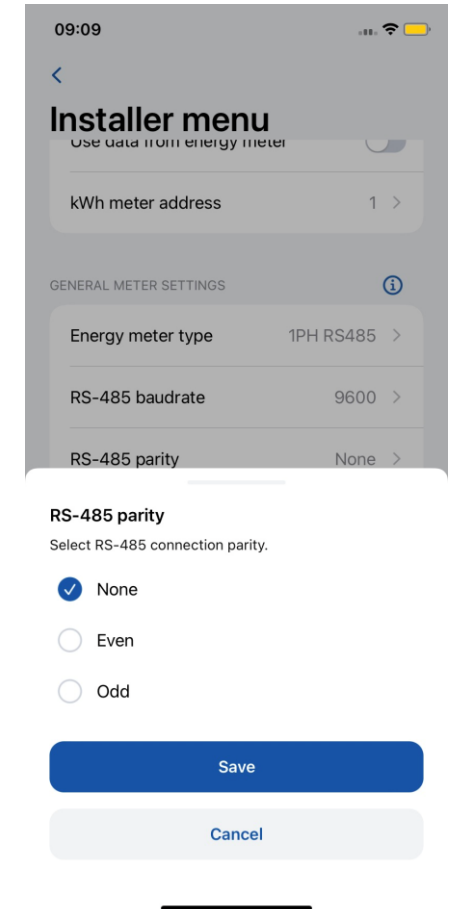 09:09
Installer menu
Use data from energy meter
kWh meter address 1
GENERAL METER SETTINGS
Energy meter type 1PH RS485
RS-485 baudrate 9600
RS-485 parity None
RS-485 parity
Select RS-485 connection parity.
None
Even
Odd
Save
Cancel